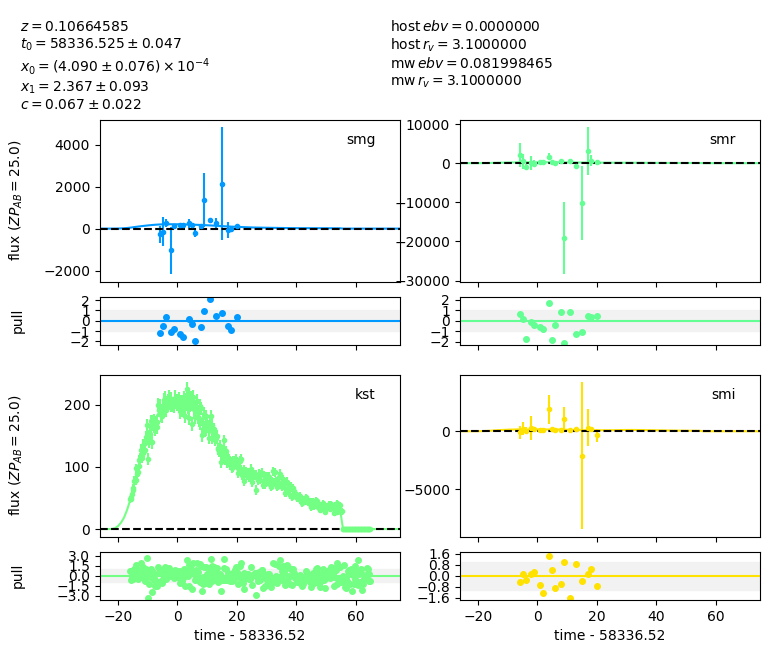 z = 0.10664585
t₀ = 58336.525 ± 0.047
x₀ = (4.090 ± 0.076) × 10⁻⁴
x₁ = 2.367 ± 0.093
c = 0.067 ± 0.022
host ebv = 0.0000000
host r_v = 3.1000000
mw ebv = 0.081998465
mw r_v = 3.1000000
smg
flux (ZP_AB = 25.0)
4000
2000
0
−2000
smr
10000
0
−10000
−20000
−30000
pull
2
1
0
−1
−2
2
1
0
−1
−2
kst
flux (ZP_AB = 25.0)
200
100
0
smi
0
−5000
pull
3.0
1.5
0.0
−1.5
−3.0
−20 0 20 40 60
time - 58336.52
1.6
0.8
0.0
−0.8
−1.6
−20 0 20 40 60
time - 58336.52